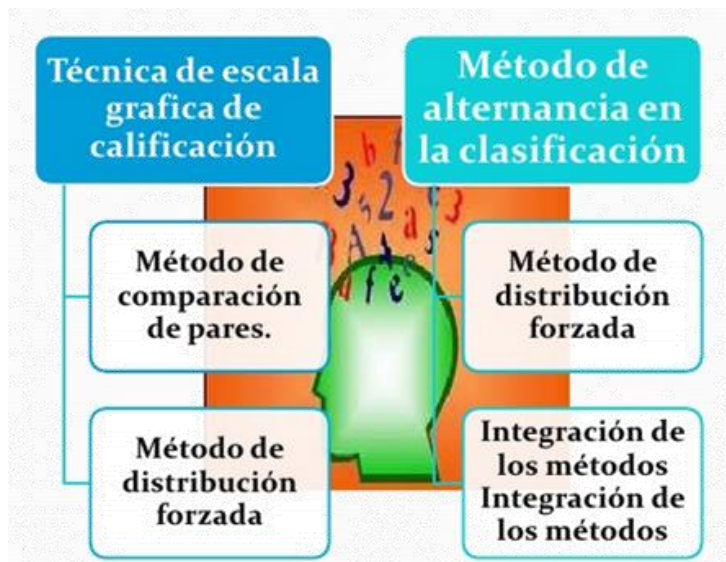 Técnica de escala
grafica de
calificación
Método de
comparación
de pares.
Método de
distribución
forzada
Método de
alternancia en
la clasificación
Método de
distribución
forzada
Integración de
los métodos
Integración de
los métodos